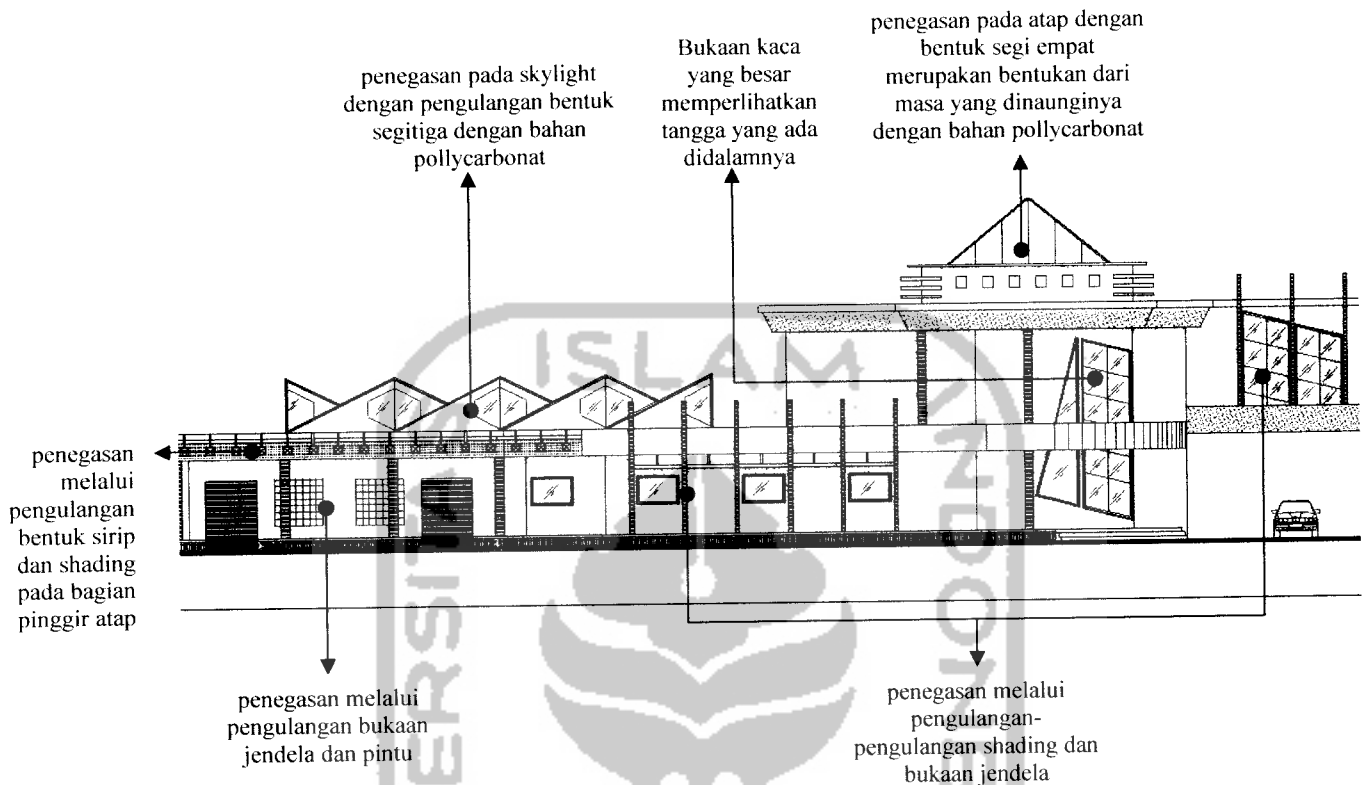 penegasan pada skylight
dengan pengulangan bentuk
segitiga dengan bahan
pollycarbonat
Bukaan kaca
yang besar
memperlihatkan
tangga yang ada
didalamnya
penegasan pada atap dengan
bentuk segi empat
merupakan bentukan dari
masa yang dinaunginya
dengan bahan pollycarbonat
penegasan
melalui
pengulangan
bentuk sirip
dan shading
pada bagian
pinggir atap
penegasan melalui
pengulangan bukaan
jendela dan pintu
penegasan melalui
pengulangan-
pengulangan shading dan
bukaan jendela
ISLAM